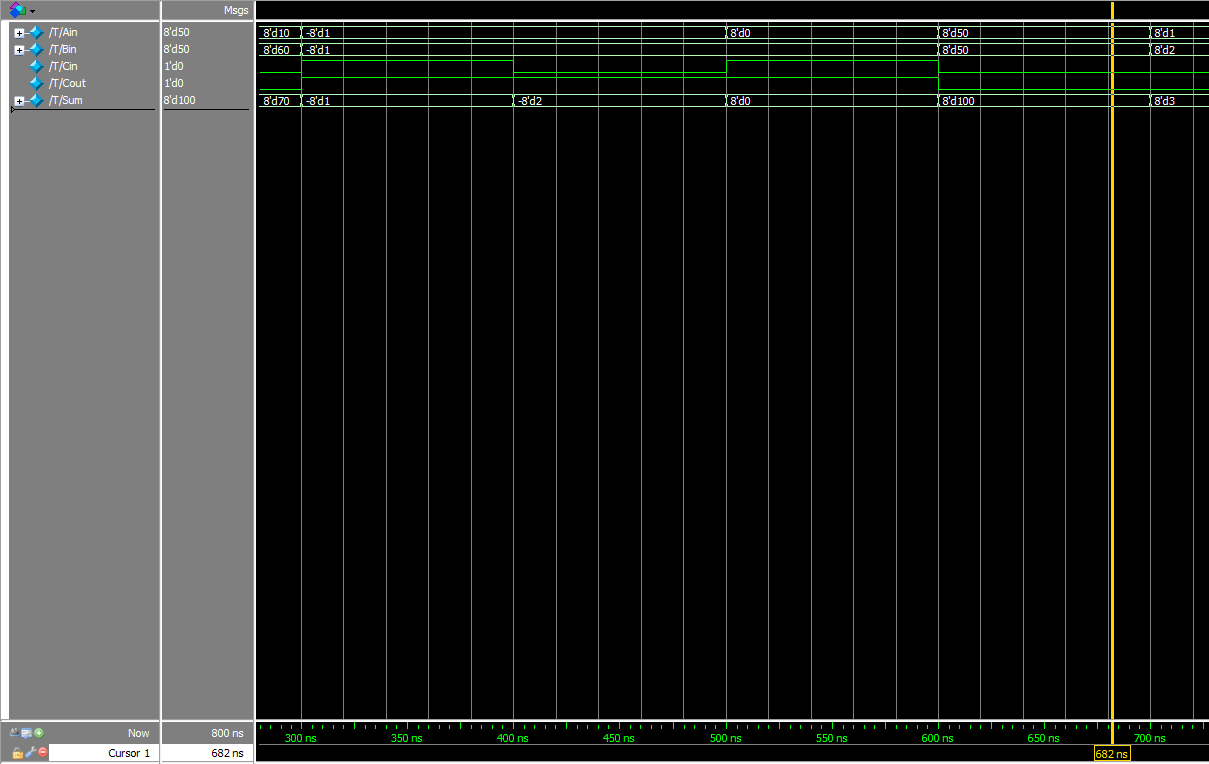 Msgs
/T/Ain 8'd50 8'd10 -8'd1 8'd0 8'd50 8'd1
/T/Bin 8'd50 8'd60 -8'd1 8'd50 8'd2
/T/Cin 1'd0
/T/Cout 1'd0
/T/Sum 8'd100 8'd70 -8'd1 -8'd2 8'd0 8'd100 8'd3
Now 800 ns 300 ns 350 ns 400 ns 450 ns 500 ns 550 ns 600 ns 650 ns 700 ns
Cursor 1 682 ns 682 ns